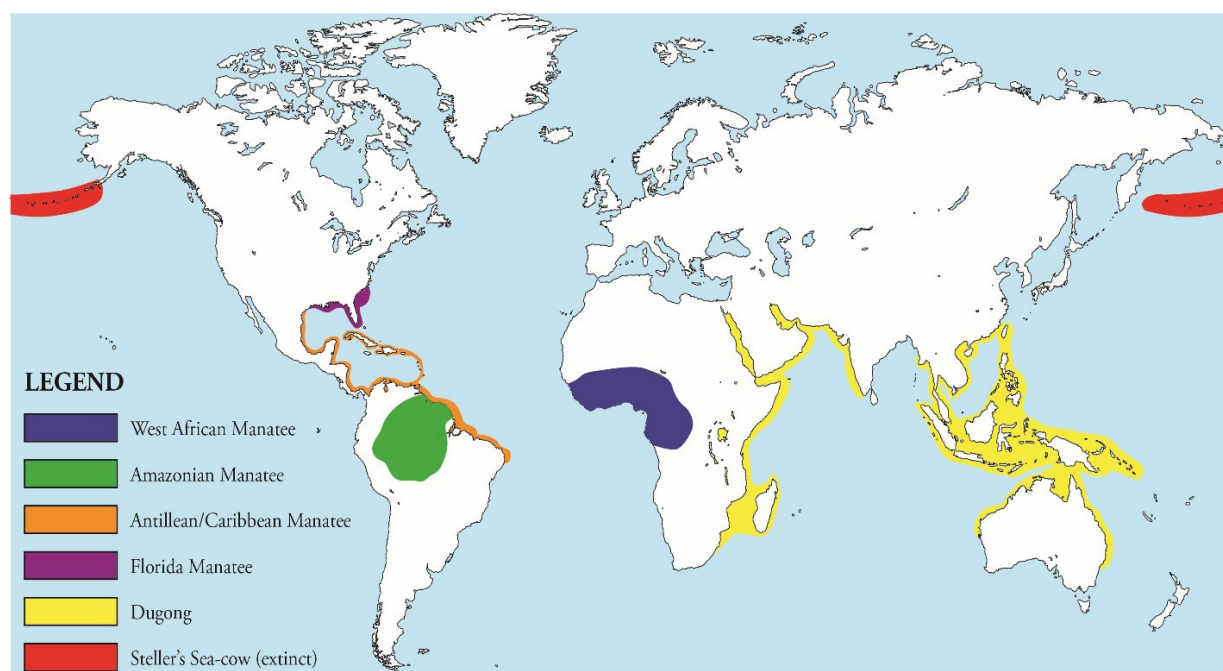 LEGEND
West African Manatee
Amazonian Manatee
Antillean/Caribbean Manatee
Florida Manatee
Dugong
Steller's Sea-cow (extinct)